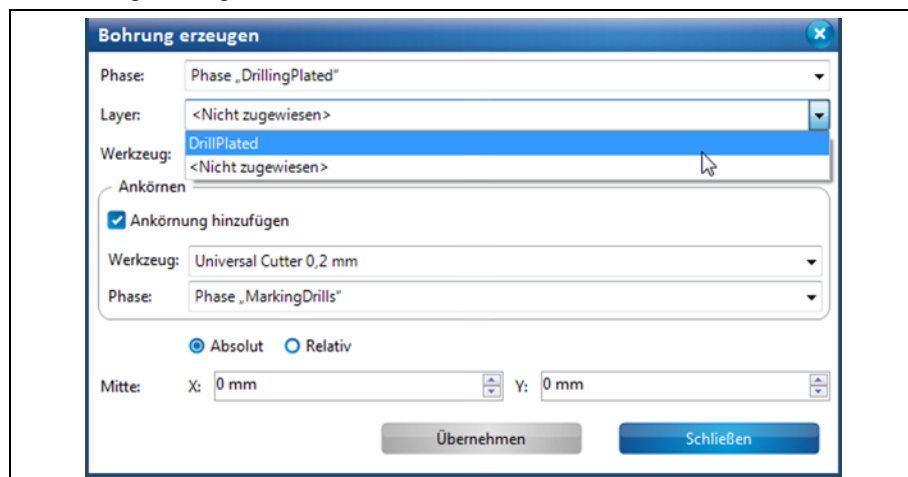 Bohrung erzeugen
Phase: Phase „DrillingPlated“
Layer: <Nicht zugewiesen>
DrillPlated
Werkzeug:
<Nicht zugewiesen>
Ankörnen
Ankörnung hinzufügen
Werkzeug: Universal Cutter 0,2 mm
Phase: Phase „MarkingDrills“
Absolut Relativ
Mitte: X: 0 mm Y: 0 mm
Übernehmen Schließen